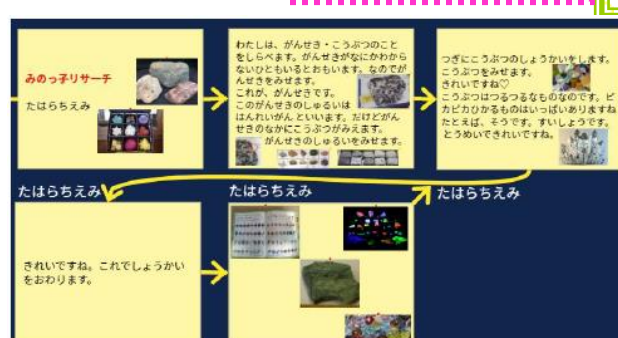 みのっ子リサーチ
たはらちえみ
わたしは、がんせき・こうぶつのこと
をしらべます。がんせきがなにかわから
ないひともいるとおもいます。なのでが
んせきをみせます。
これが、がんせきです。
このがんせきのしゅるいは
はんれいがん といいます。だけどがん
せきのなかにこうぶつがみえます。
がんせきのしゅるいをみせます。
つぎにこうぶつのしょうかいをします。
こうぶつをみせます。
きれいですね♡
こうぶつはつるつるなものなのです。ピ
カピカひかるものはいっぱいありますね
たとえば、そうです。すいしょうです。
とうめいできれいですね。
たはらちえみ
たはらちえみ
たはらちえみ
きれいですね。これでしょうかい
をおわります。